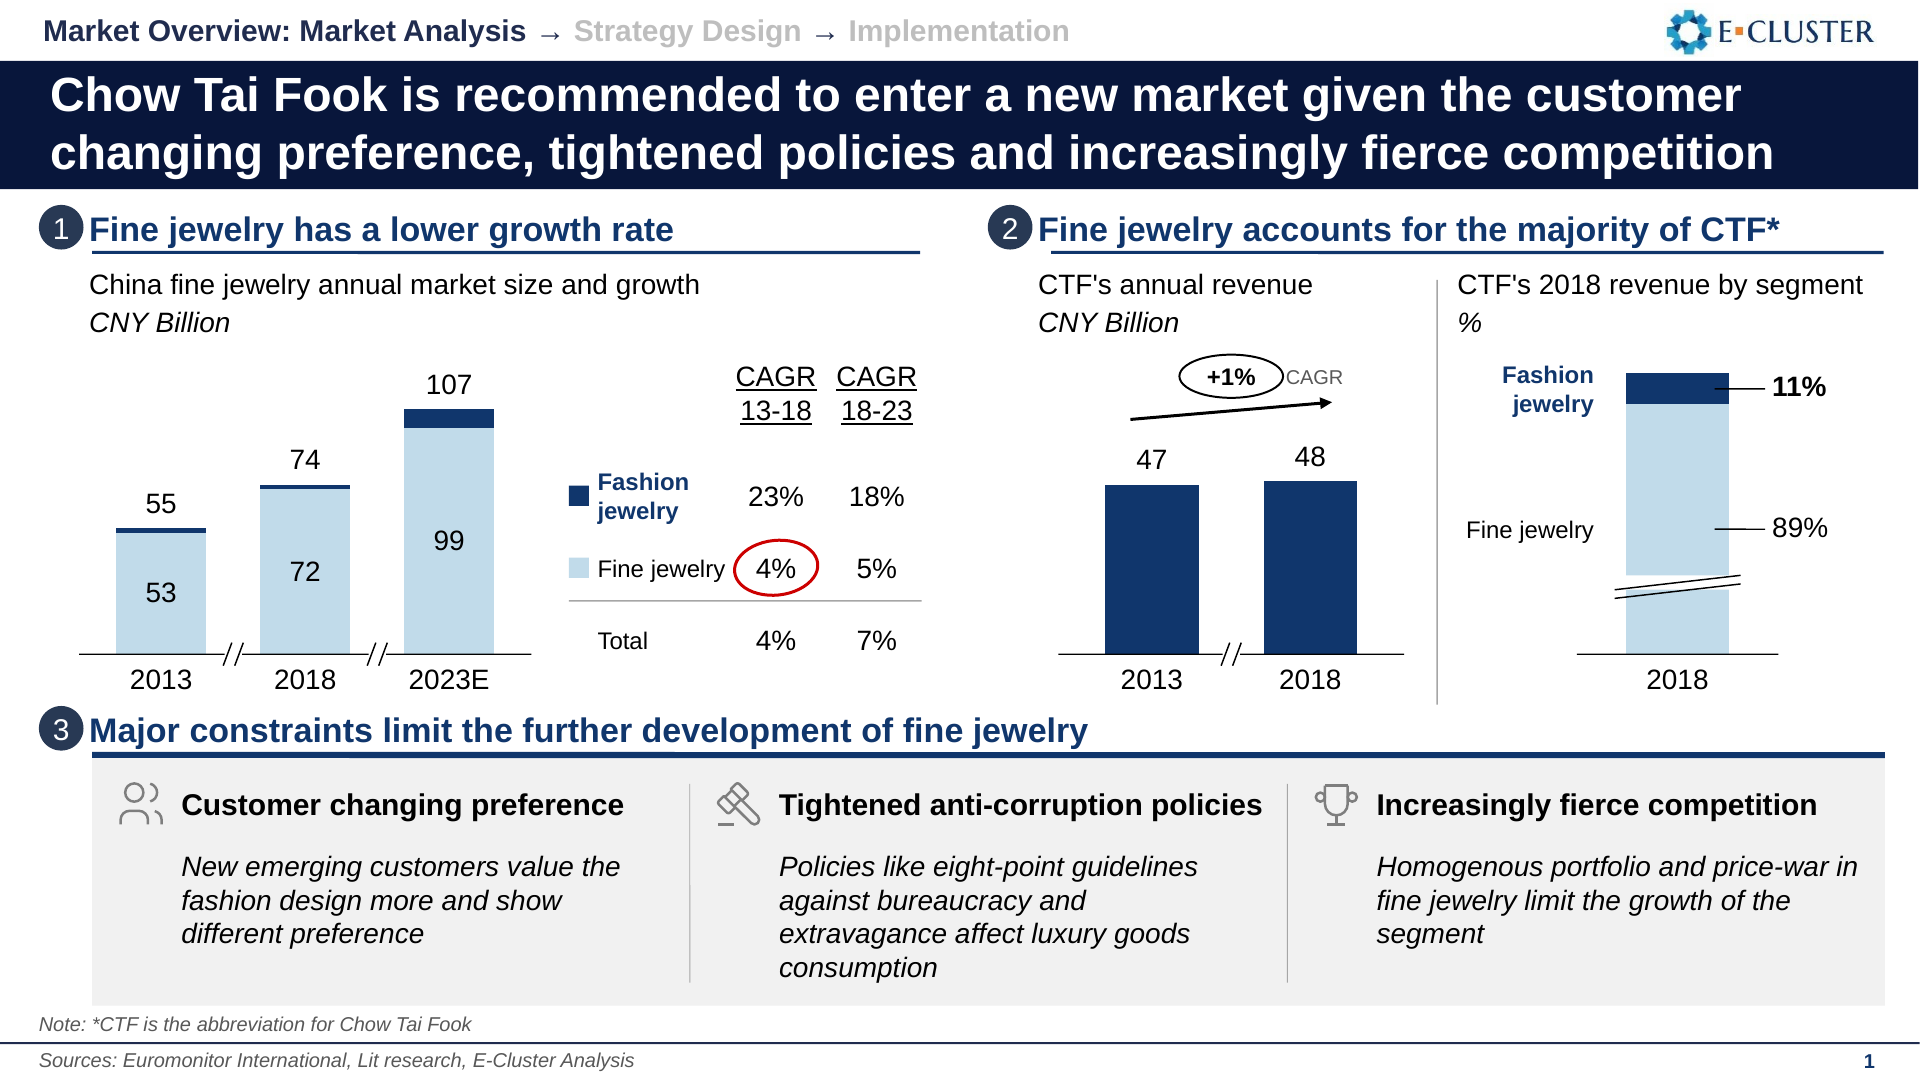 Market Overview: Market Analysis → Strategy Design → Implementation
E·CLUSTER
Chow Tai Fook is recommended to enter a new market given the customer
changing preference, tightened policies and increasingly fierce competition
1 Fine jewelry has a lower growth rate
China fine jewelry annual market size and growth
CNY Billion
55
53
2013
74
72
2018
107
99
2023E
CAGR CAGR
13-18 18-23
Fashion
jewelry 23% 18%
Fine jewelry 4% 5%
Total 4% 7%
2 Fine jewelry accounts for the majority of CTF*
CTF's annual revenue
CNY Billion
+1% CAGR
47 48
2013 2018
CTF's 2018 revenue by segment
%
Fashion
jewelry 11%
Fine jewelry 89%
2018
3 Major constraints limit the further development of fine jewelry
Customer changing preference
New emerging customers value the
fashion design more and show
different preference
Tightened anti-corruption policies
Policies like eight-point guidelines
against bureaucracy and
extravagance affect luxury goods
consumption
Increasingly fierce competition
Homogenous portfolio and price-war in
fine jewelry limit the growth of the
segment
Note: *CTF is the abbreviation for Chow Tai Fook
Sources: Euromonitor International, Lit research, E-Cluster Analysis
1